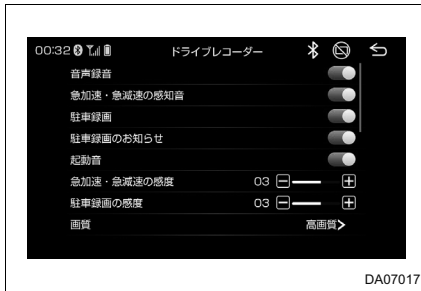 00:32 ドライブレコーダー
音声録音
急加速・急減速の感知音
駐車録画
駐車録画のお知らせ
起動音
急加速・急減速の感度 03
駐車録画の感度 03
画質 高画質
DA07017